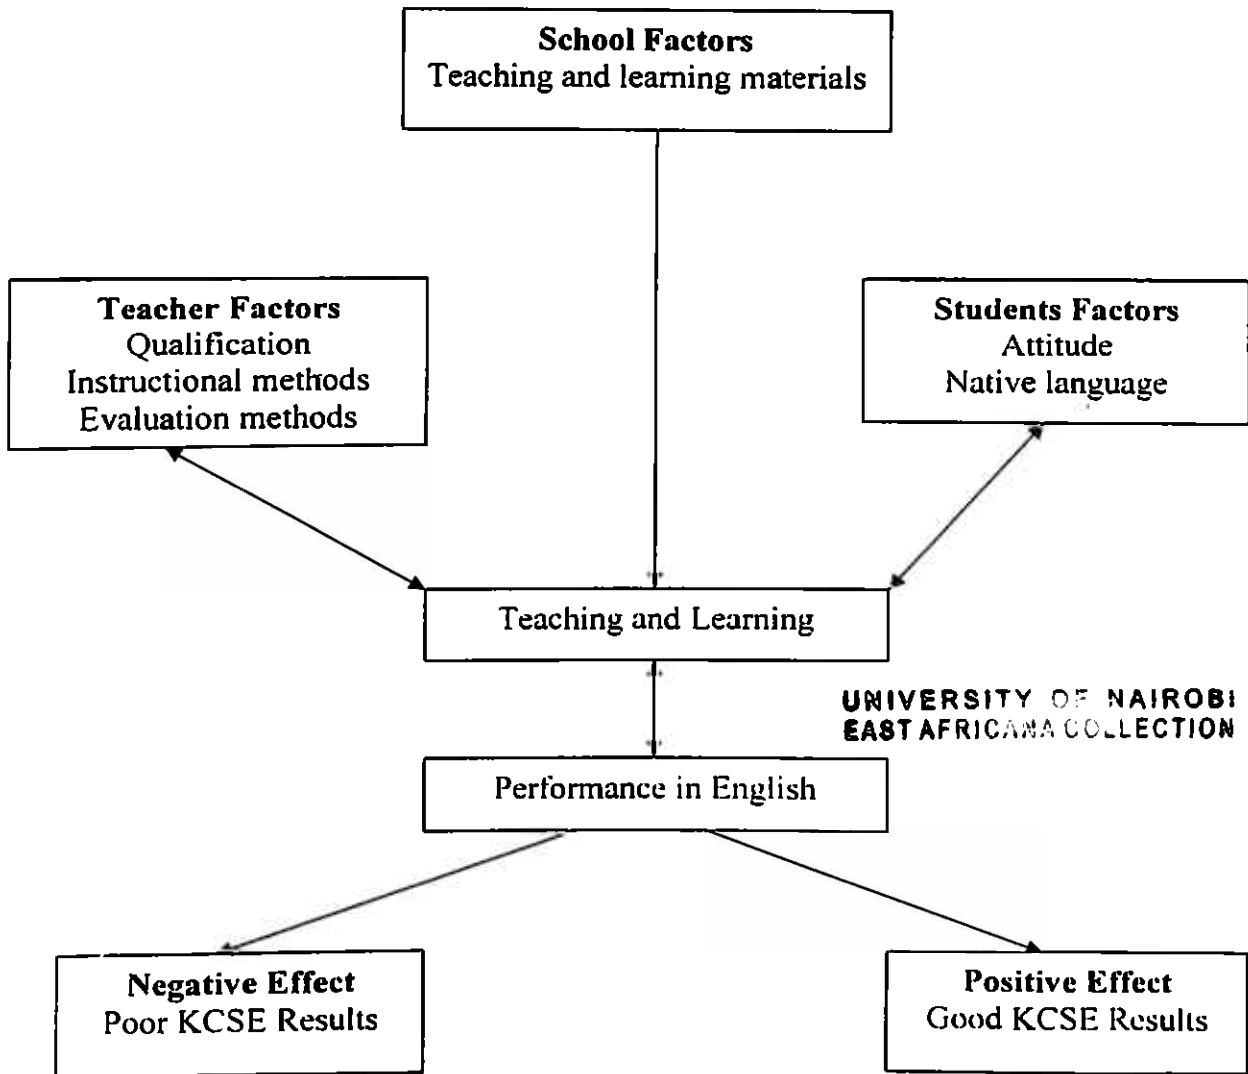 School Factors
Teaching and learning materials
Teacher Factors
Qualification
Instructional methods
Evaluation methods
Students Factors
Attitude
Native language
Teaching and Learning
UNIVERSITY OF NAIROBI
EAST AFRICANA COLLECTION
Performance in English
Negative Effect
Poor KCSE Results
Positive Effect
Good KCSE Results